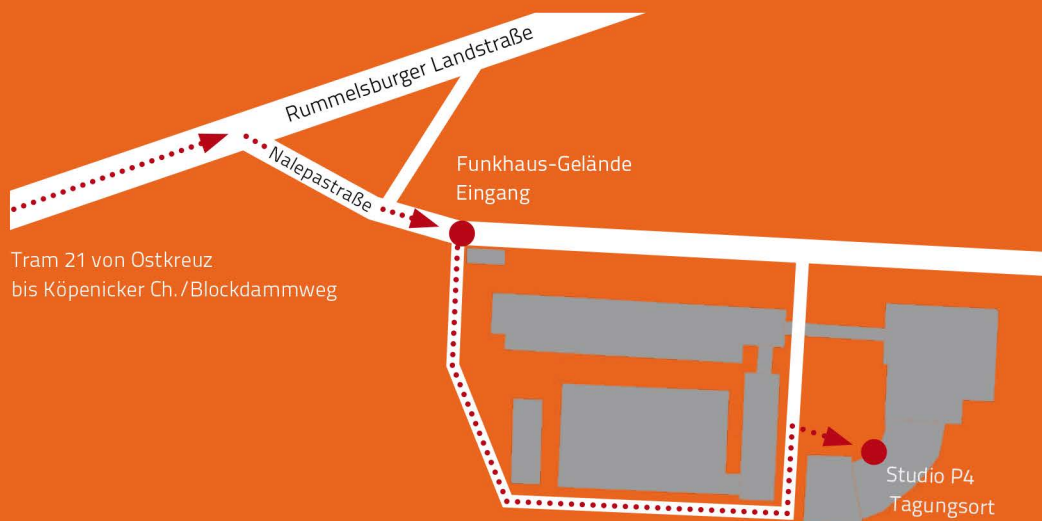 Rummelsburger Landstraße
Nalepastraße
Funkhaus-Gelände
Eingang
Tram 21 von Ostkreuz
bis Köpenicker Ch./Blockdammweg
Studio P4
Tagungsort